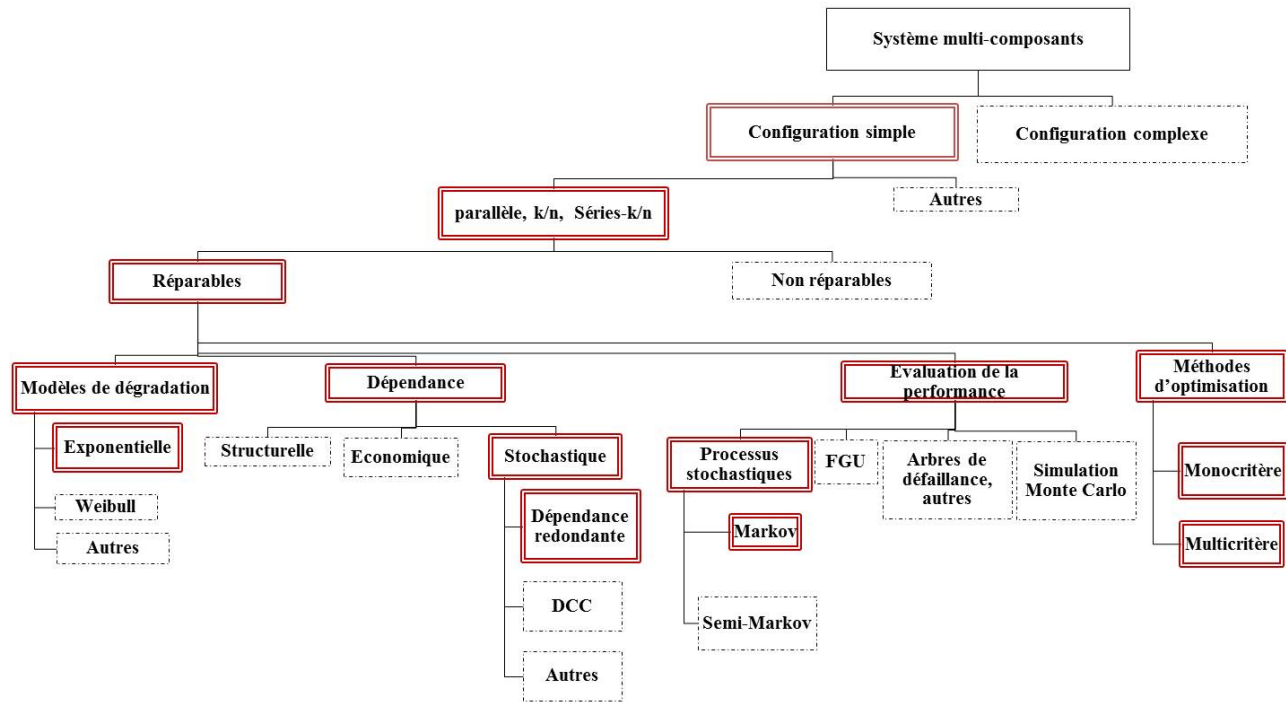 Système multi-composants
Configuration simple
Configuration complexe
parallèle, k/n, Séries-k/n
Autres
Réparables
Non réparables
Modèles de dégradation
Dépendance
Evaluation de la
performance
Méthodes
d'optimisation
Exponentielle
Weibull
Autres
Structurelle
Economique
Stochastique
Dépendance
redondante
DCC
Autres
Processus
stochastiques
FGU
Arbres de
défaillance,
autres
Simulation
Monte Carlo
Markov
Semi-Markov
Monocritère
Multicritère